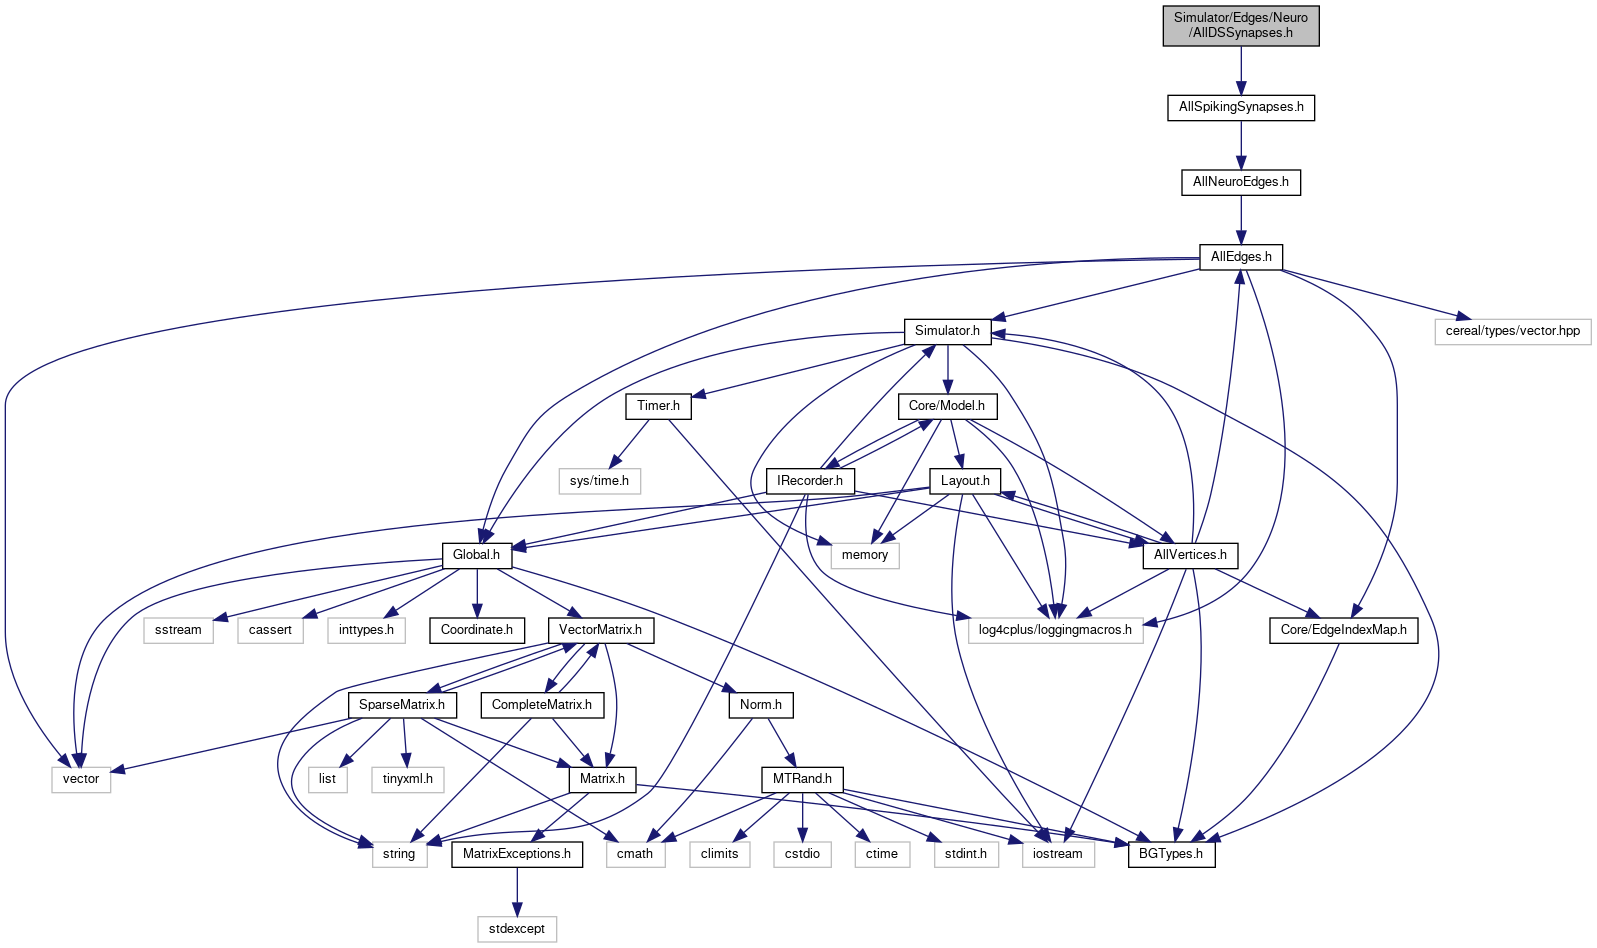 Simulator/Edges/Neuro
/AllDSSynapses.h
AllSpikingSynapses.h
AllNeuroEdges.h
AllEdges.h
Simulator.h
cereal/types/vector.hpp
Timer.h
Core/Model.h
sys/time.h
IRecorder.h
Layout.h
Global.h
memory
AllVertices.h
sstream
cassert
inttypes.h
Coordinate.h
VectorMatrix.h
log4cplus/loggingmacros.h
Core/EdgeIndexMap.h
SparseMatrix.h
CompleteMatrix.h
Norm.h
vector
list
tinyxml.h
Matrix.h
MTRand.h
string
MatrixExceptions.h
cmath
climits
cstdio
ctime
stdint.h
iostream
BGTypes.h
stdexcept